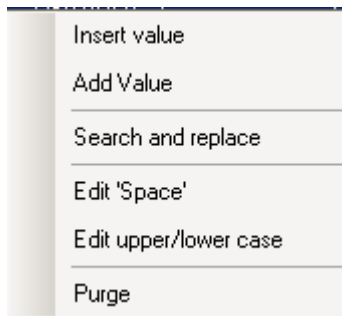 Insert value
Add Value
Search and replace
Edit 'Space'
Edit upper/lower case
Purge